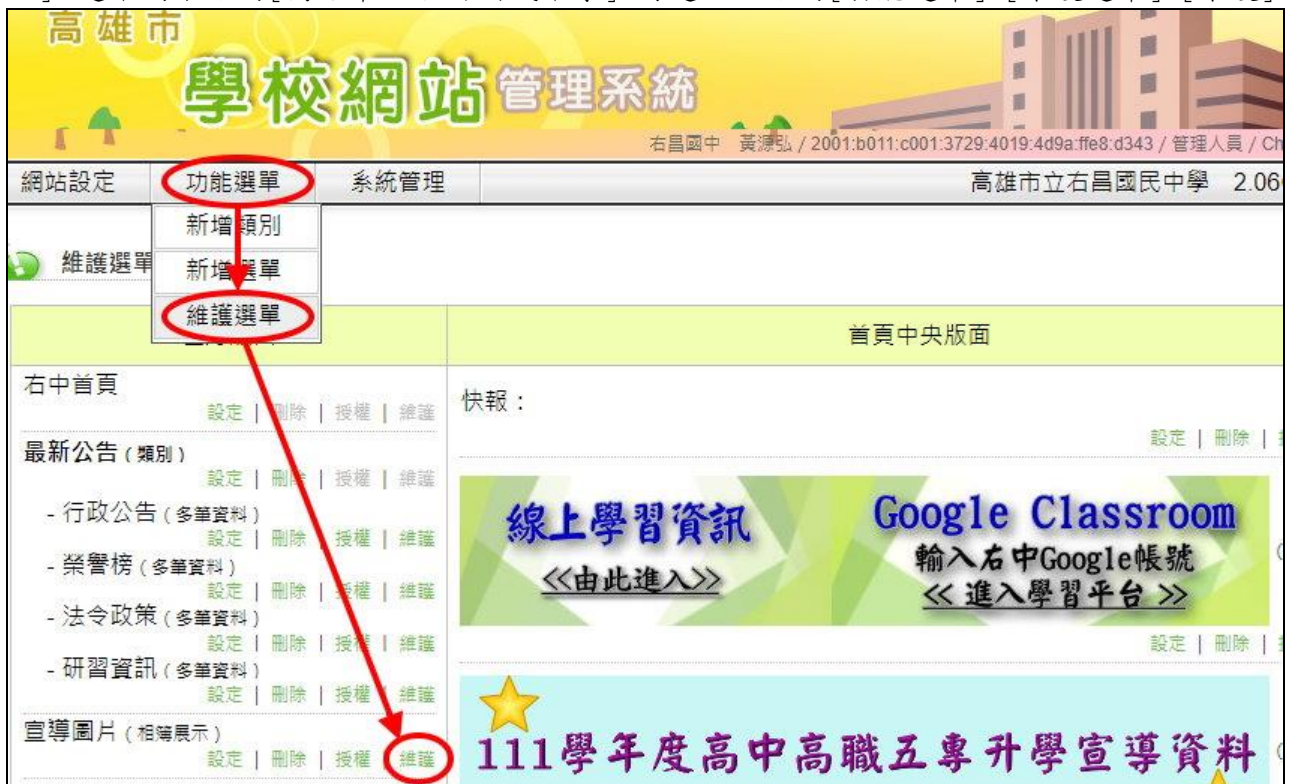 高雄市
學校網站管理系統
右昌國中 黃源弘 / 2001:b011:c001:3729:4019:4d9a:ffe8:d343 / 管理人員 / Ch
網站設定 功能選單 系統管理 高雄市立右昌國民中學 2.06
新增類別
維護選單 新增選單
維護選單
首頁中央版面
右中首頁
設定 | 刪除 | 授權 | 維護
快報：
設定 | 刪除 |
最新公告 ( 類別 )
設定 | 刪除 | 授權 | 維護
- 行政公告 ( 多筆資料 )
設定 | 刪除 | 授權 | 維護
- 榮譽榜 ( 多筆資料 )
設定 | 刪除 | 授權 | 維護
- 法令政策 ( 多筆資料 )
設定 | 刪除 | 授權 | 維護
- 研習資訊 ( 多筆資料 )
設定 | 刪除 | 授權 | 維護
宣導圖片 ( 相簿展示 )
設定 | 刪除 | 授權 | 維護
線上學習資訊
<<由此進入>>
Google Classroom
輸入右中Google帳號
<< 進入學習平台 >>
設定 | 刪除 |
111學年度高中高職五專升學宣導資料